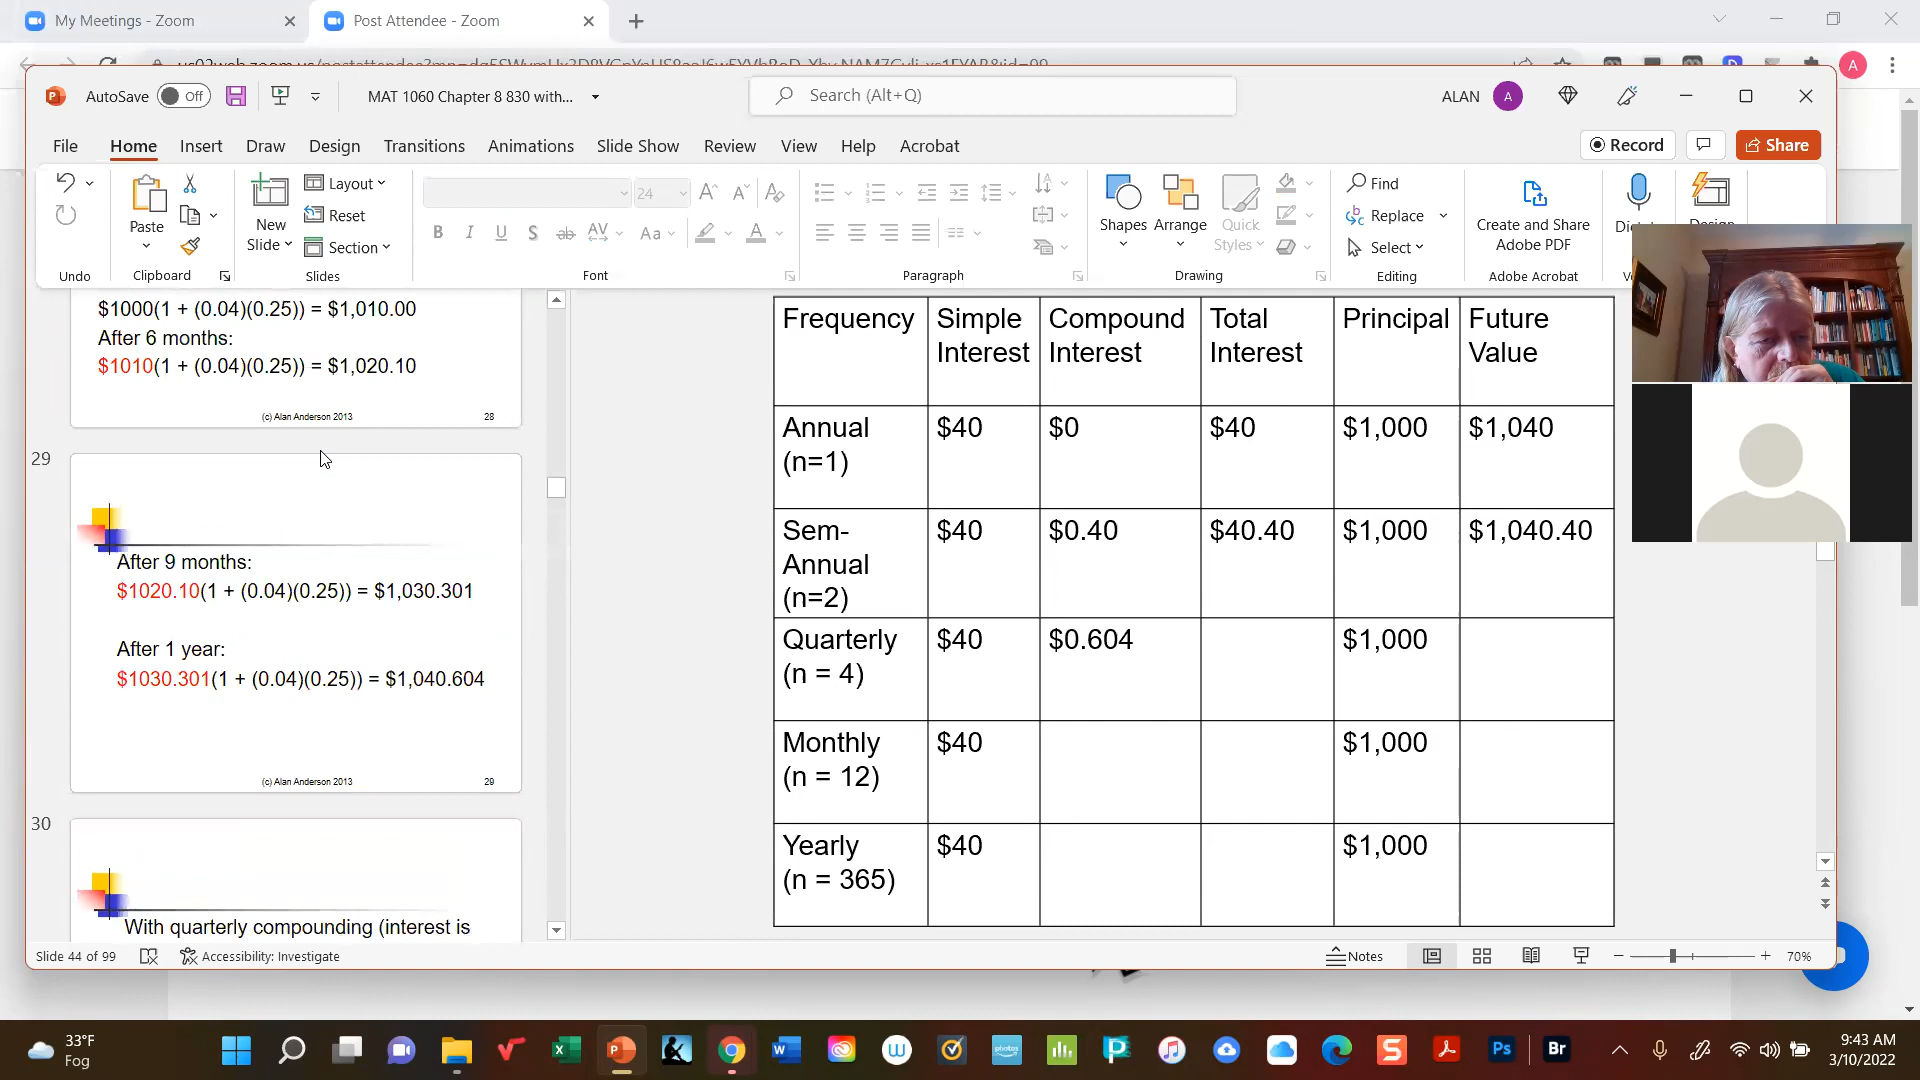 My Meetings - Zoom
Post Attendee - Zoom
A
AutoSave
Off
MAT 1060 Chapter 8 830 with...
Search (Alt+Q)
ALAN
A
File
Home
Insert
Draw
Design
Transitions
Animations
Slide Show
Review
View
Help
Acrobat
Record
Share
Paste
New
Slide
Layout
Reset
Section
24
Shapes
Arrange
Quick
Styles
Find
Replace
Select
Create and Share
Adobe PDF
Undo
Clipboard
Slides
Font
Paragraph
Drawing
Editing
Adobe Acrobat
$1000(1 + (0.04)(0.25)) = $1,010.00
After 6 months:
$1010(1 + (0.04)(0.25)) = $1,020.10
(c) Alan Anderson 2013
28
29
After 9 months:
$1020.10(1 + (0.04)(0.25)) = $1,030.301
After 1 year:
$1030.301(1 + (0.04)(0.25)) = $1,040.604
(c) Alan Anderson 2013
29
30
With quarterly compounding (interest is
Frequency Simple Interest Compound Interest Total Interest Principal Future Value
Annual (n=1) $40 $0 $40 $1,000 $1,040
Sem-Annual (n=2) $40 $0.40 $40.40 $1,000 $1,040.40
Quarterly (n = 4) $40 $0.604 $1,000
Monthly (n = 12) $40 $1,000
Yearly (n = 365) $40 $1,000
Slide 44 of 99
Accessibility: Investigate
Notes
70%
33°F
Fog
9:43 AM
3/10/2022